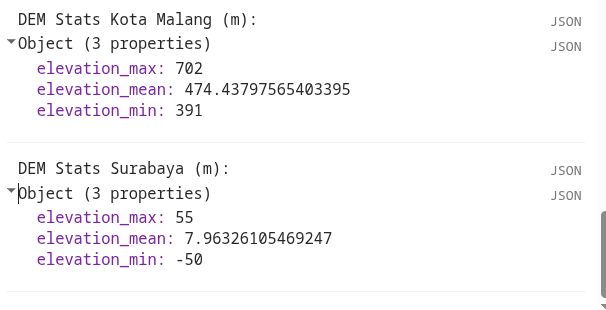 DEM Stats Kota Malang (m): JSON
Object (3 properties) JSON
elevation_max: 702
elevation_mean: 474.43797565403395
elevation_min: 391
DEM Stats Surabaya (m): JSON
Object (3 properties) JSON
elevation_max: 55
elevation_mean: 7.96326105469247
elevation_min: -50